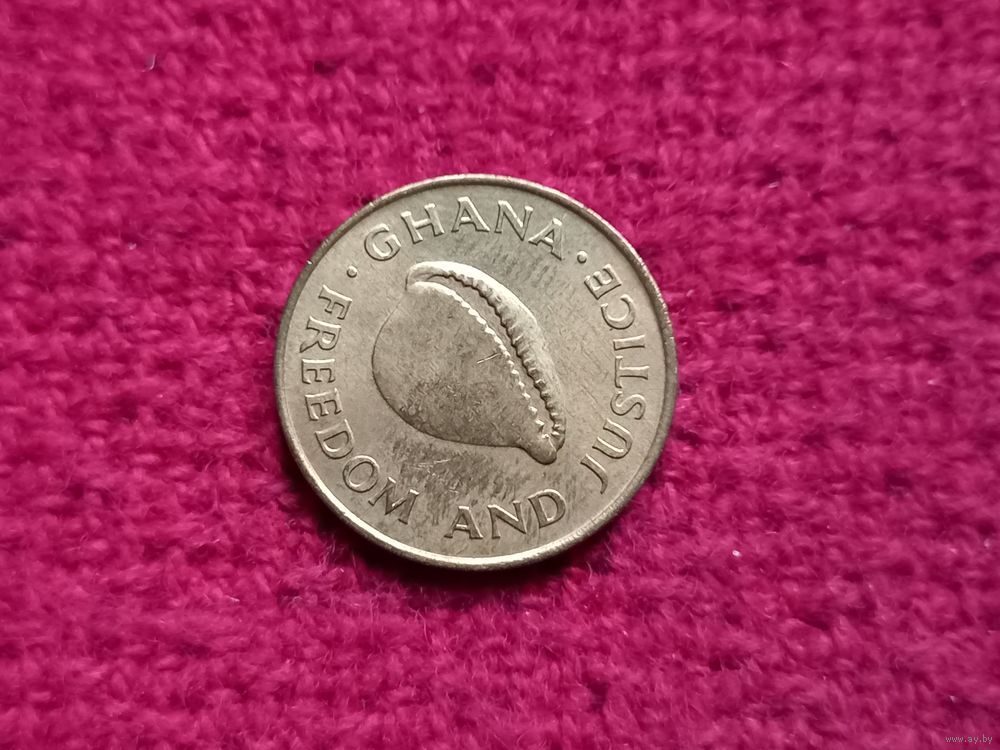 · GHANA ·
FREEDOM AND JUSTICE
www.ay.by